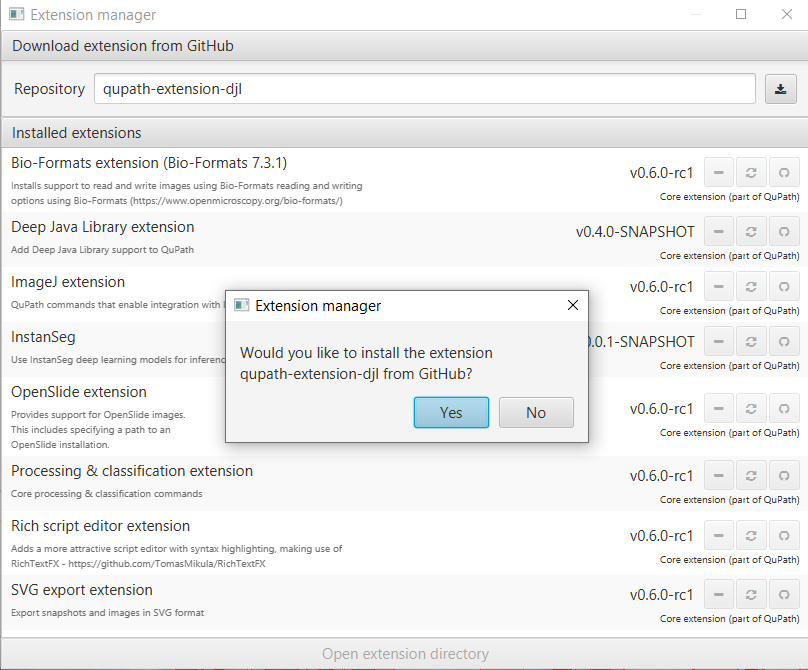 Extension manager
Download extension from GitHub
Repository
qupath-extension-djl
Installed extensions
Bio-Formats extension (Bio-Formats 7.3.1)
v0.6.0-rc1
Installs support to read and write images using Bio-Formats reading and writing
options using Bio-Formats (https://www.openmicroscopy.org/bio-formats/)
Core extension (part of QuPath)
Deep Java Library extension
v0.4.0-SNAPSHOT
Add Deep Java Library support to QuPath
Core extension (part of QuPath)
ImageJ extension
v0.6.0-rc1
QuPath commands that enable integration with
Core extension (part of QuPath)
InstanSeg
0.0.1-SNAPSHOT
Use InstanSeg deep learning models for inferenc
Core extension (part of QuPath)
Extension manager
Would you like to install the extension
qupath-extension-djl from GitHub?
Yes
No
OpenSlide extension
v0.6.0-rc1
Provides support for OpenSlide images.
This includes specifying a path to an
OpenSlide installation.
Core extension (part of QuPath)
Processing & classification extension
v0.6.0-rc1
Core processing & classification commands
Core extension (part of QuPath)
Rich script editor extension
v0.6.0-rc1
Adds a more attractive script editor with syntax highlighting, making use of
RichTextFX - https://github.com/TomasMikula/RichTextFX
Core extension (part of QuPath)
SVG export extension
v0.6.0-rc1
Export snapshots and images in SVG format
Core extension (part of QuPath)
Open extension directory